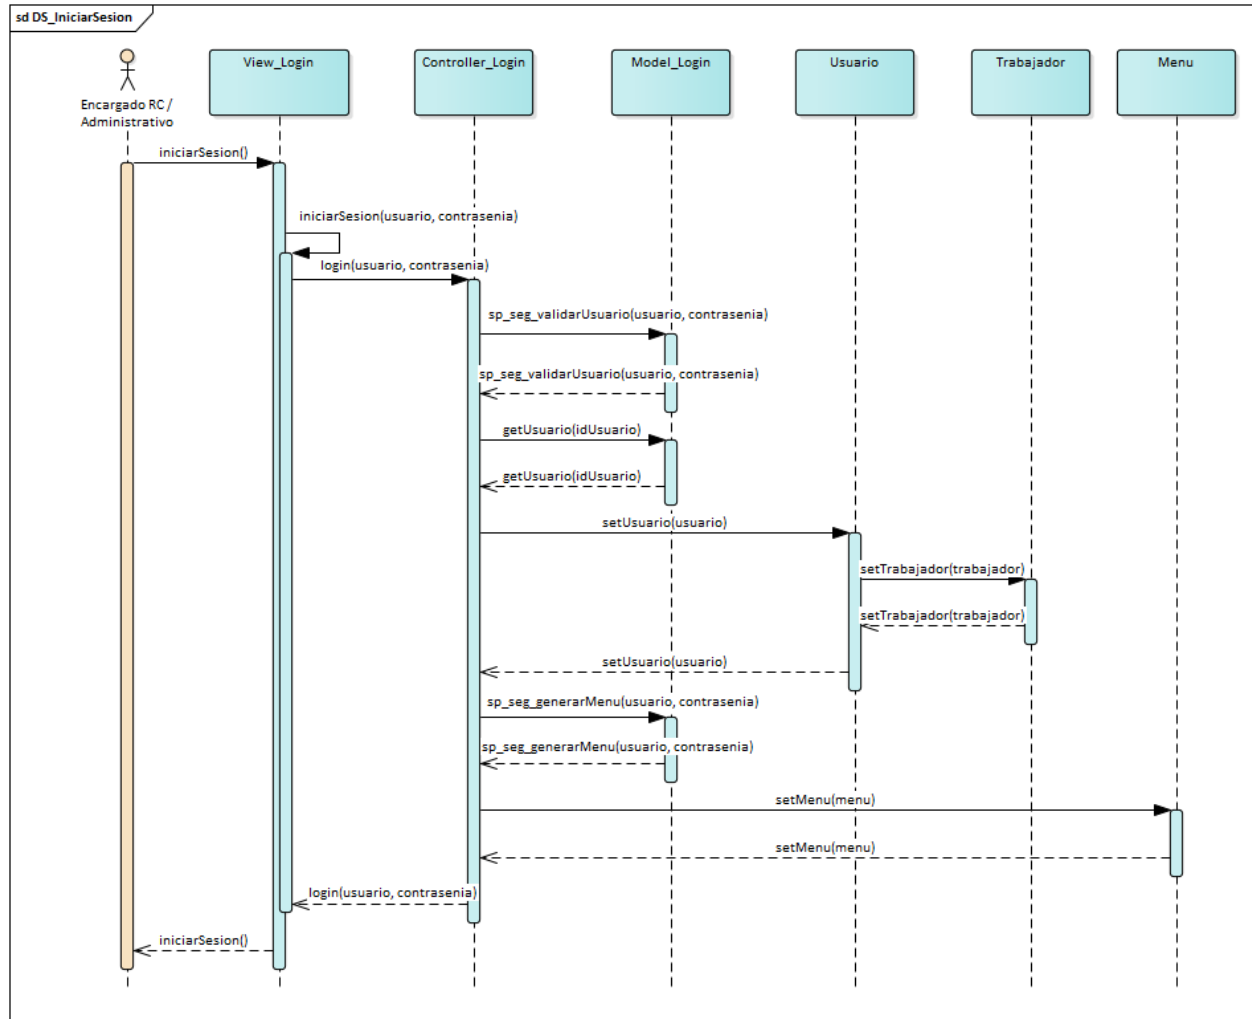 sd DS_IniciarSesion
View_Login
Controller_Login
Model_Login
Usuario
Trabajador
Menu
Encargado RC /
Administrativo
iniciarSesion()
iniciarSesion(usuario, contrasenia)
login(usuario, contrasenia)
sp_seg_validarUsuario(usuario, contrasenia)
sp_seg_validarUsuario(usuario, contrasenia)
getUsuario(idUsuario)
getUsuario(idUsuario)
setUsuario(usuario)
setTrabajador(trabajador)
setTrabajador(trabajador)
setUsuario(usuario)
sp_seg_generarMenu(usuario, contrasenia)
sp_seg_generarMenu(usuario, contrasenia)
setMenu(menu)
setMenu(menu)
login(usuario, contrasenia)
iniciarSesion()